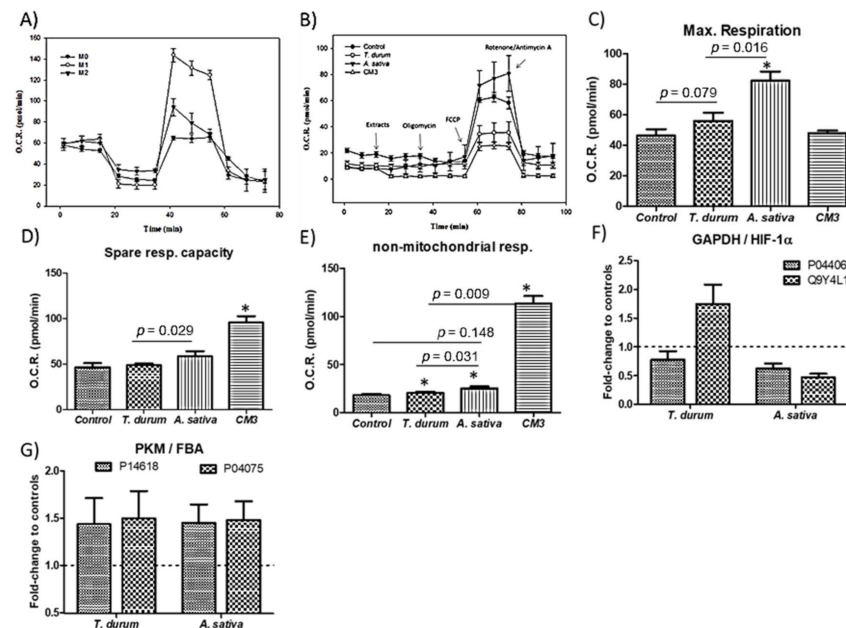 A)
O.C.R. (pmol/min)
160
140
120
100
80
60
40
20
0
M0
M1
M2
0 20 40 60 80
Time (min)
B)
O.C.R. (pmol/min)
100
80
60
40
20
0
Control
T. durum
A. sativa
CM3
Rotenone/Antimycin A
Extracts
Oligomycin
FCCP
0 20 40 60 80 100
Time (min)
C)
Max. Respiration
p = 0.016
p = 0.079
*
O.C.R. (pmol/min)
100
80
60
40
20
0
Control T. durum A. sativa CM3
D)
Spare resp. capacity
O.C.R. (pmol/min)
150
100
50
0
p = 0.029
*
Control T. durum A. sativa CM3
E)
non-mitochondrial resp.
O.C.R. (pmol/min)
150
100
50
0
*
p = 0.009
p = 0.148
p = 0.031
* *
Control T. durum A. sativa CM3
F)
GAPDH / HIF-1α
P04406
Q9Y4L1
Fold-change to controls
2.5
2.0
1.5
1.0
0.5
0.0
T. durum A. sativa
G)
PKM / FBA
P14618 P04075
Fold-change to controls
2.0
1.5
1.0
0.5
T. durum A. sativa